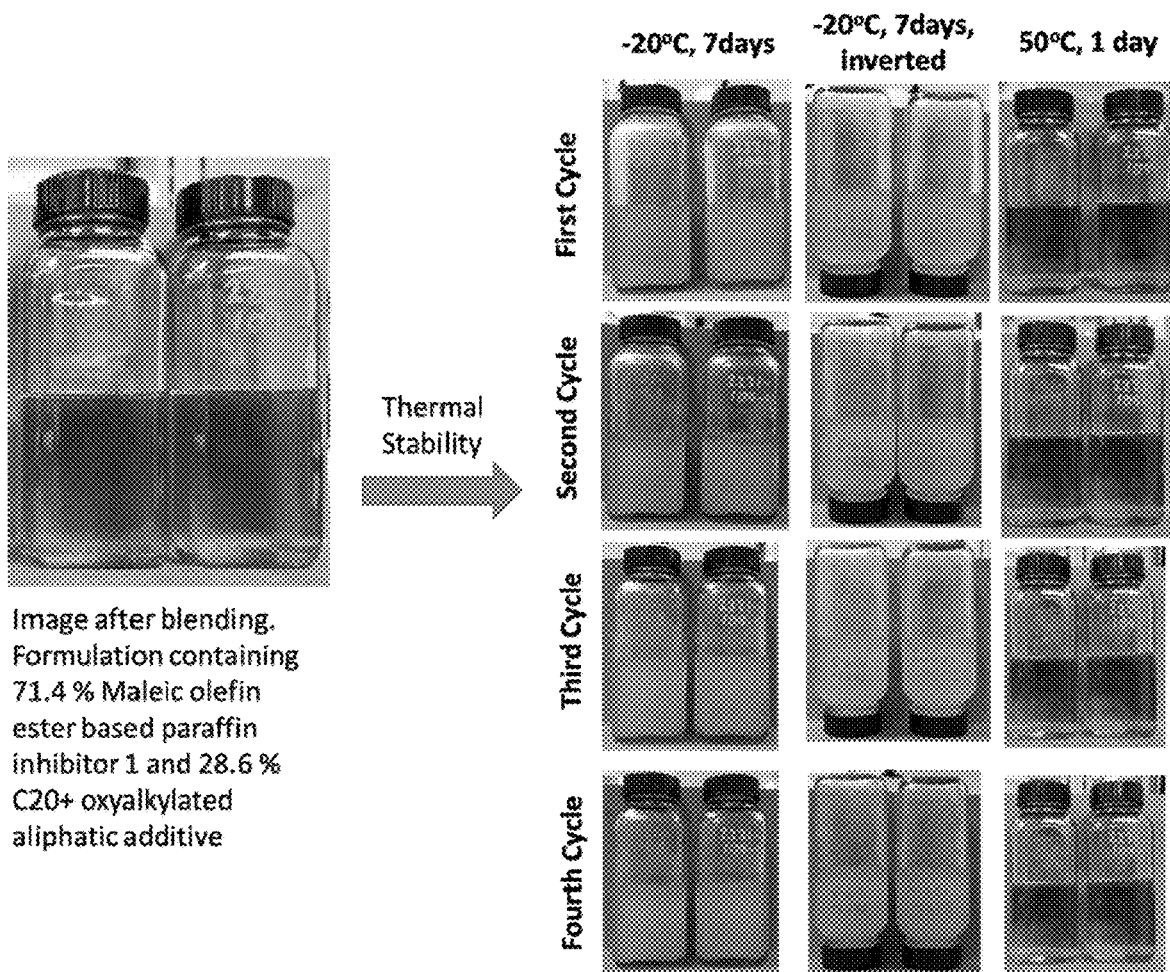 -20°C, 7days
-20°C, 7days,
inverted
50°C, 1 day
First Cycle
Second Cycle
Third Cycle
Fourth Cycle
Thermal
Stability
Image after blending.
Formulation containing
71.4 % Maleic olefin
ester based paraffin
inhibitor 1 and 28.6 %
C20+ oxyalkylated
aliphatic additive